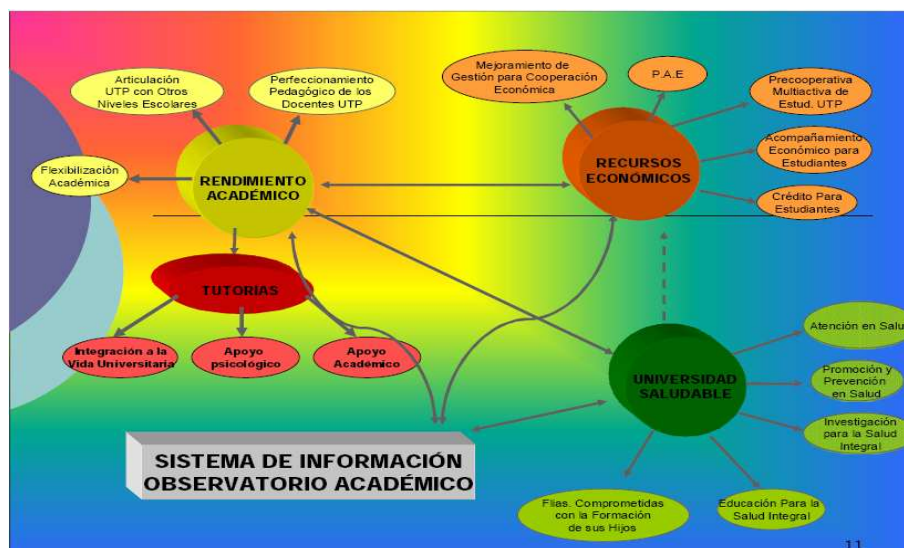 Articulación
UTP con Otros
Niveles Escolares
Perfeccionamiento
Pedagógico de los
Docentes UTP
Flexibilización
Académica
RENDIMIENTO
ACADÉMICO
Mejoramiento de
Gestión para Cooperación
Económica
P.A.E
Precooperativa
Multiactiva de
Estud. UTP
Acompañamiento
Económico para
Estudiantes
Crédito Para
Estudiantes
RECURSOS
ECONÓMICOS
TUTORIAS
Integración a la
Vida Universitaria
Apoyo
psicológico
Apoyo
Académico
UNIVERSIDAD
SALUDABLE
Atención en Salu
Promoción y
Prevención
en Salud
Investigación
para la Salud
Integral
Educación Para la
Salud Integral
Flias. Comprometidas
con la Formación
de sus Hijos
SISTEMA DE INFORMACIÓN
OBSERVATORIO ACADÉMICO
11